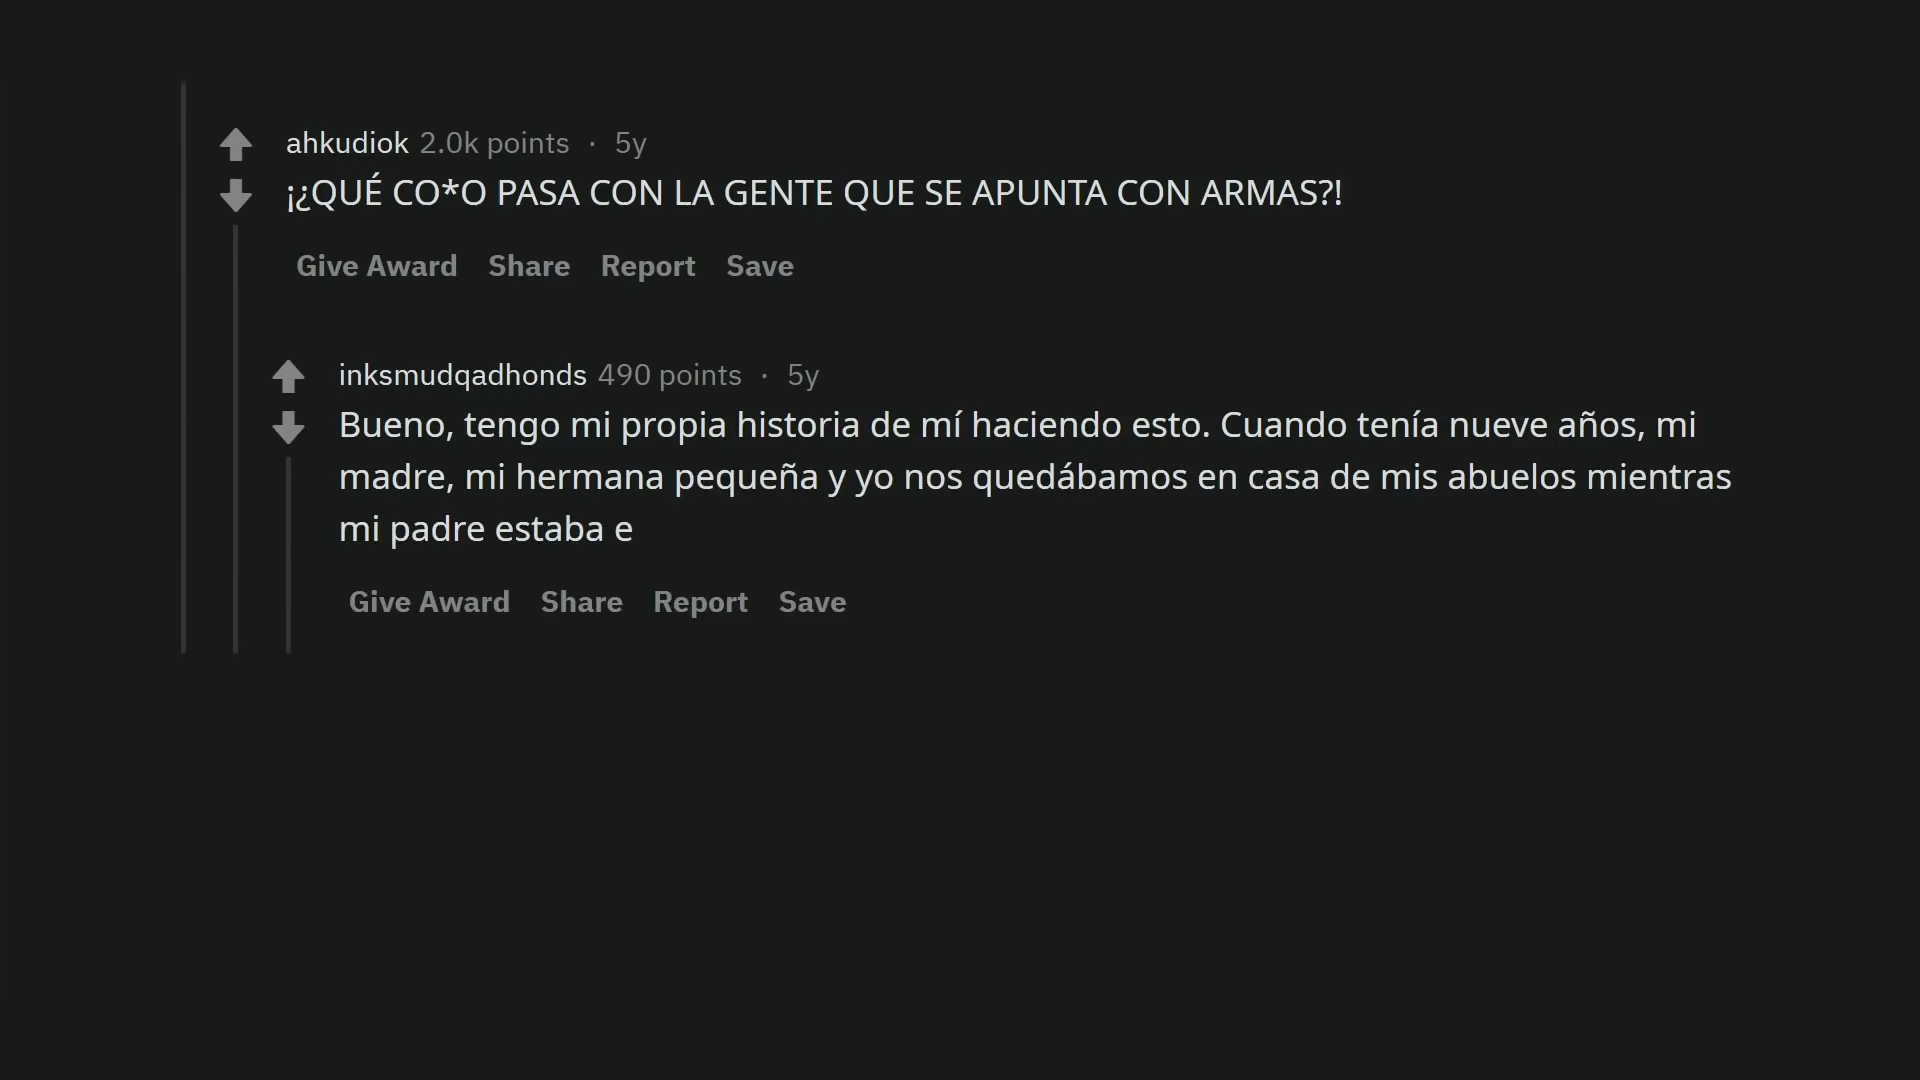 ahkudiok 2.0k points · 5y
¡¿QUÉ CO*O PASA CON LA GENTE QUE SE APUNTA CON ARMAS?!
Give Award Share Report Save
inksmudqadhonds 490 points · 5y
Bueno, tengo mi propia historia de mí haciendo esto. Cuando tenía nueve años, mi
madre, mi hermana pequeña y yo nos quedábamos en casa de mis abuelos mientras
mi padre estaba e
Give Award Share Report Save